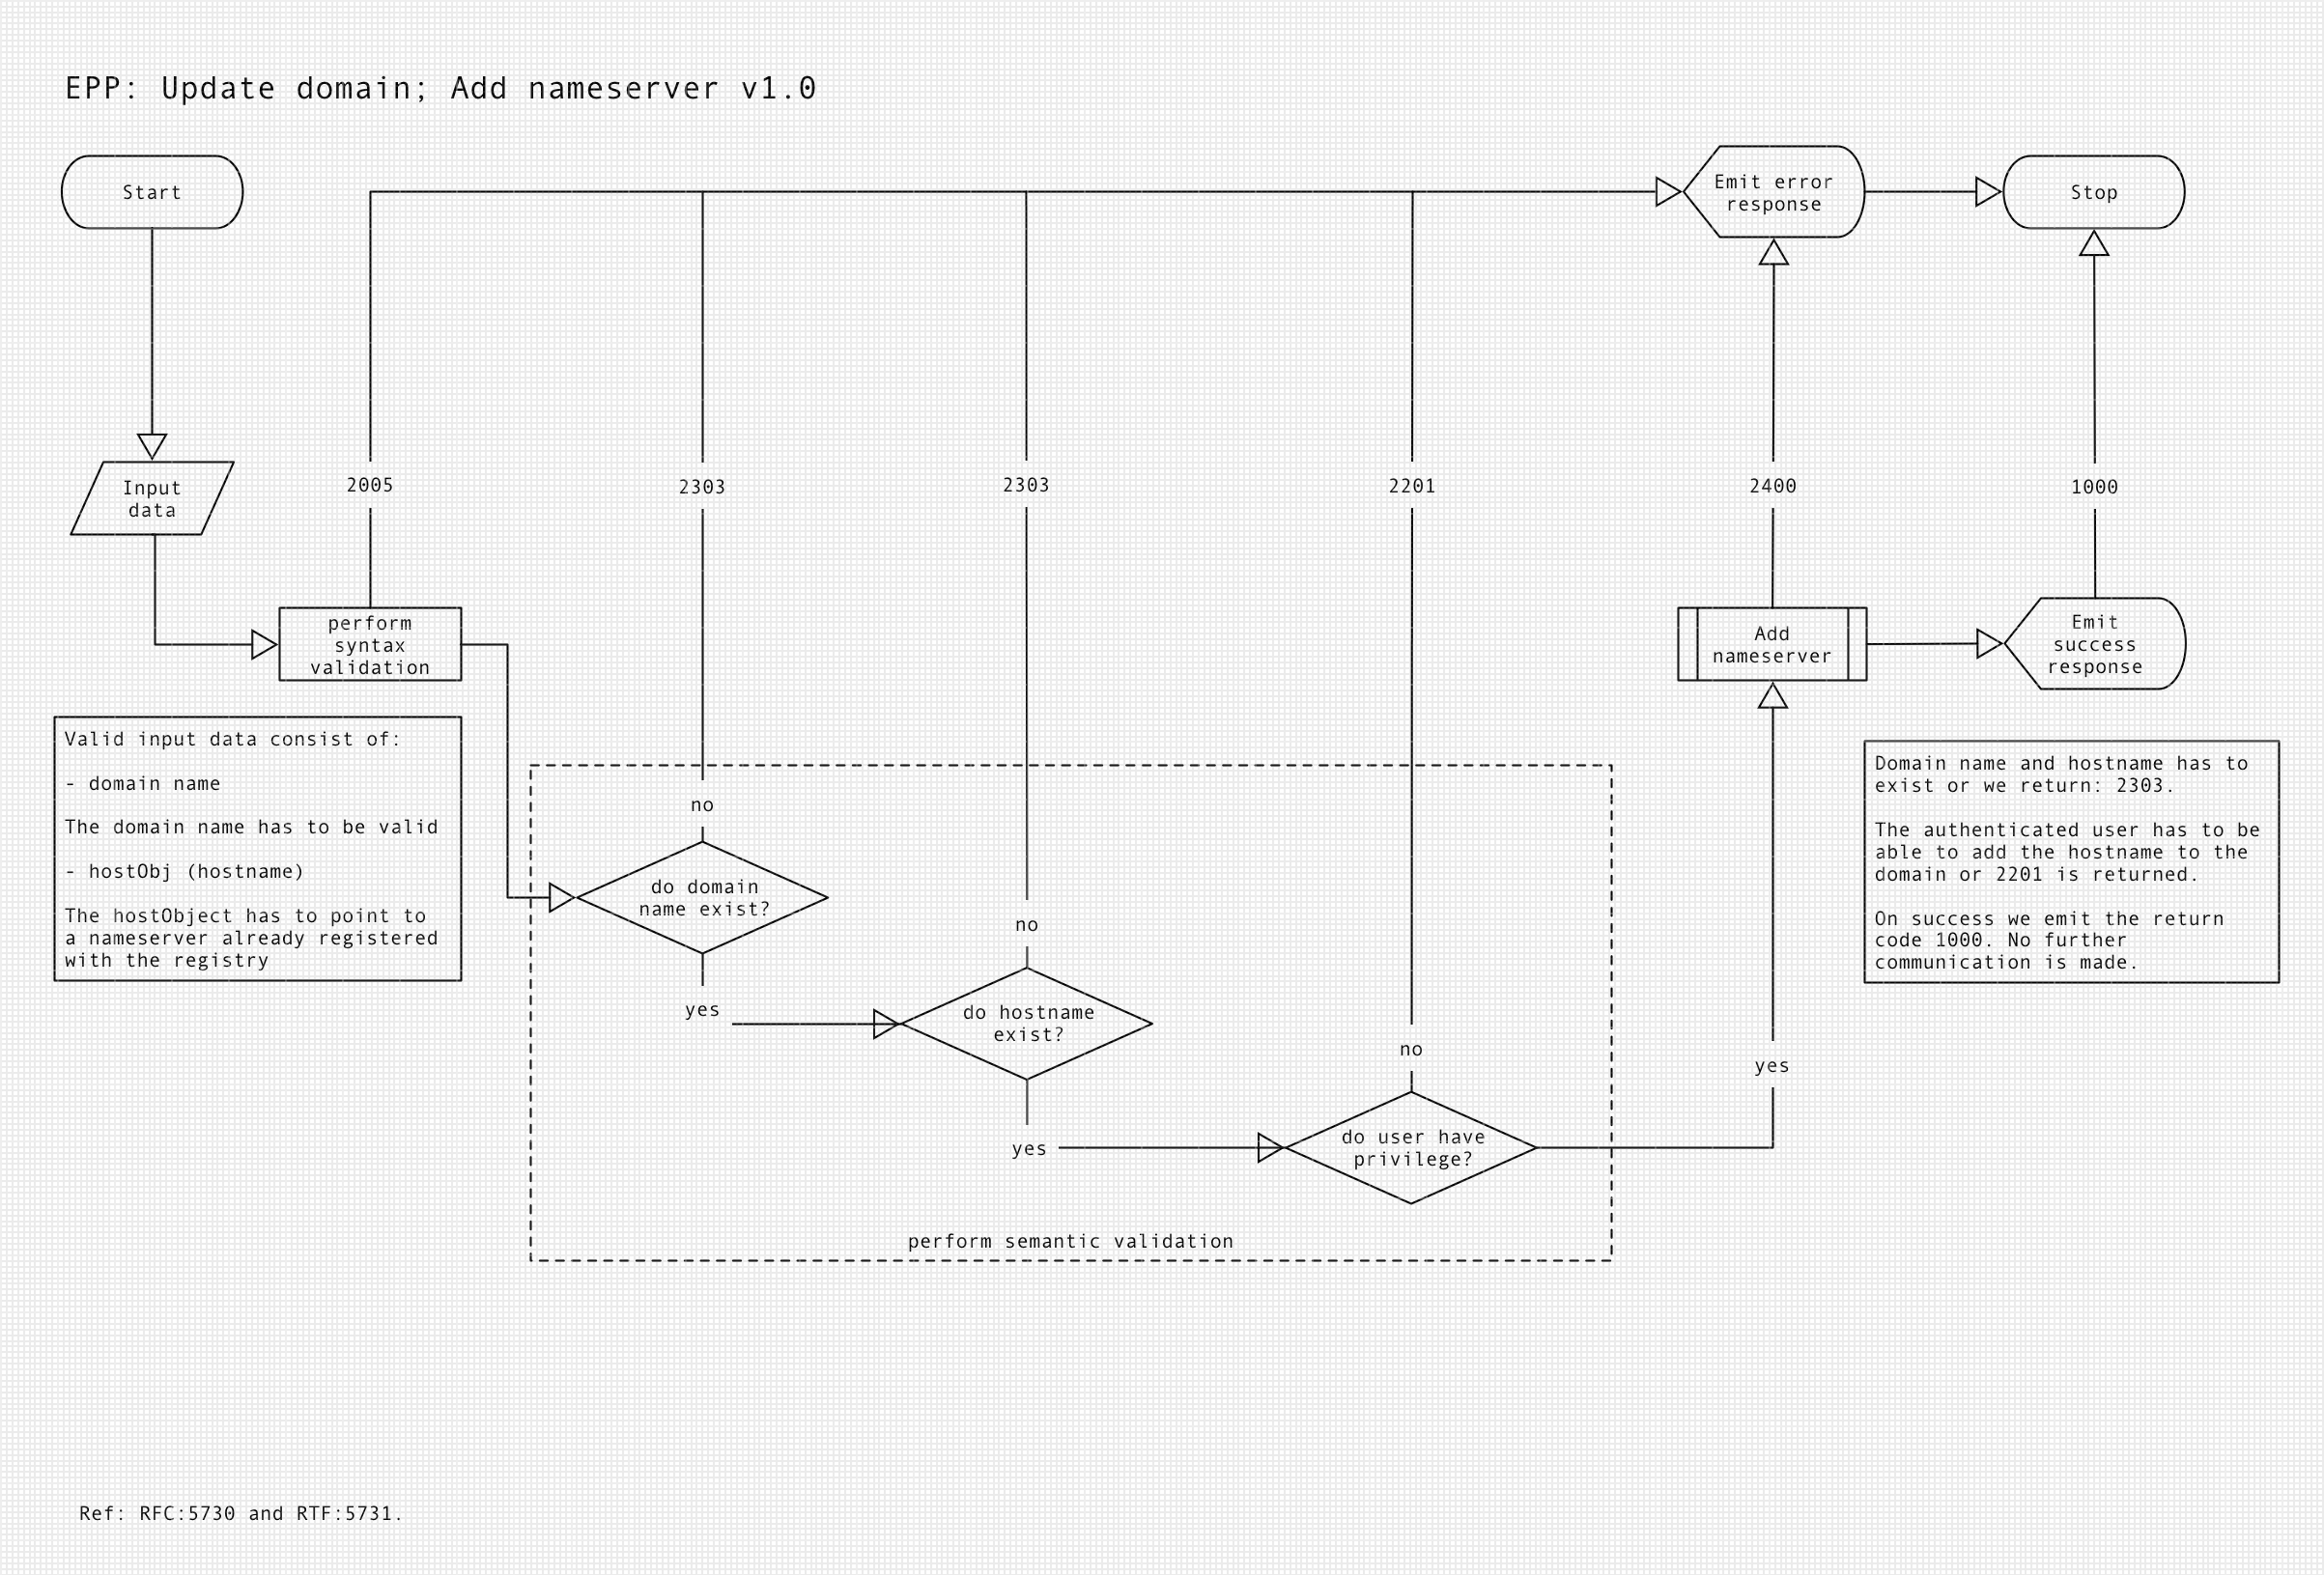 EPP: Update domain; Add nameserver v1.0
Start
Emit error
response
Stop
Input
data
2005
2303
2303
2201
2400
1000
perform
syntax
validation
Add
nameserver
Emit
success
response
Valid input data consist of:
- domain name
The domain name has to be valid
- hostObj (hostname)
The hostObject has to point to
a nameserver already registered
with the registry
no
do domain
name exist?
yes
no
do hostname
exist?
yes
no
do user have
privilege?
yes
perform semantic validation
Domain name and hostname has to
exist or we return: 2303.
The authenticated user has to be
able to add the hostname to the
domain or 2201 is returned.
On success we emit the return
code 1000. No further
communication is made.
Ref: RFC:5730 and RTF:5731.